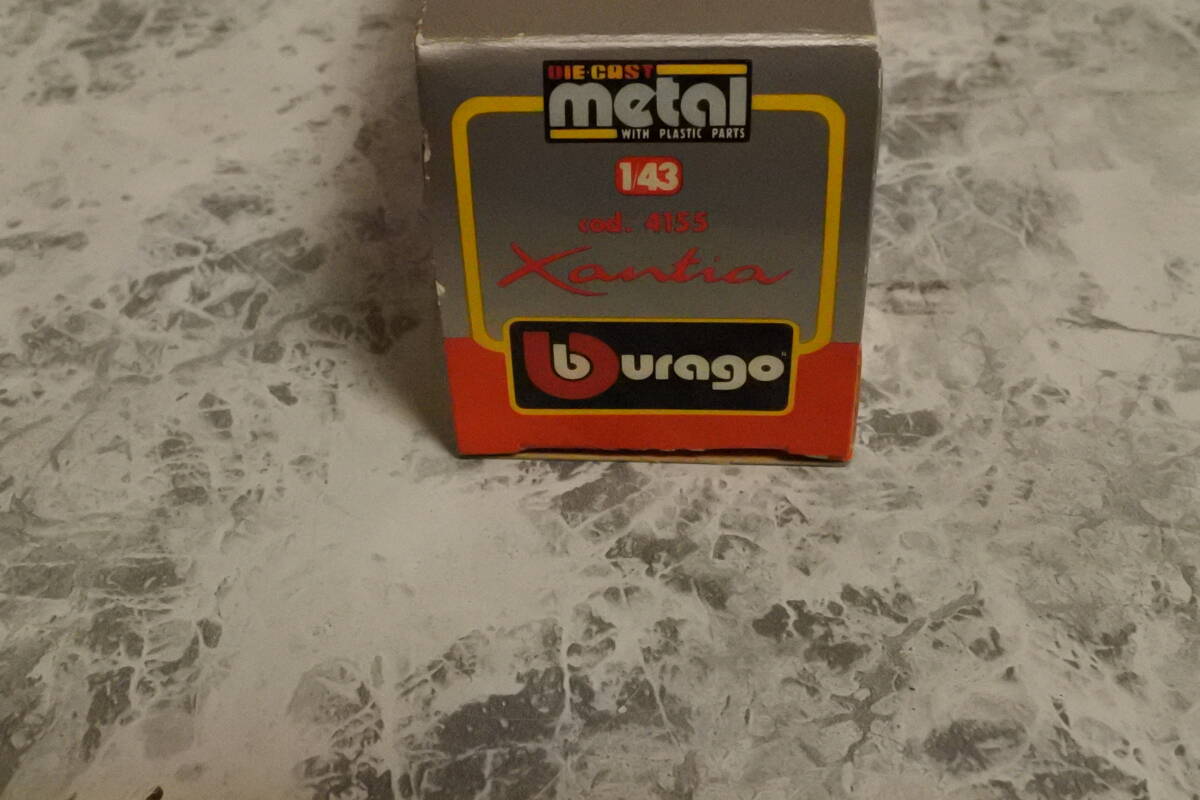 DIE-CAST
metal
WITH PLASTIC PARTS
1/43
cod. 4155
Xantia
burago